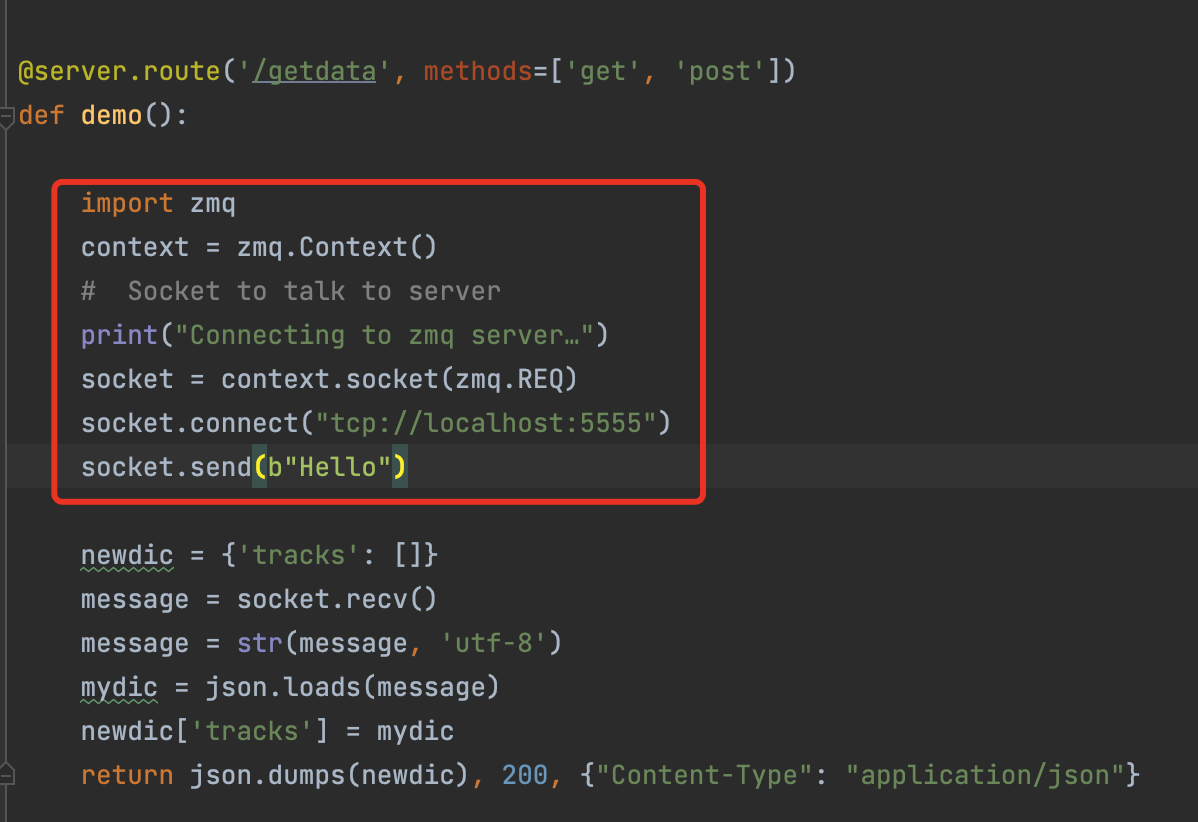 @server.route('/getdata', methods=['get', 'post'])
def demo():
import zmq
context = zmq.Context()
#  Socket to talk to server
print("Connecting to zmq server…")
socket = context.socket(zmq.REQ)
socket.connect("tcp://localhost:5555")
socket.send(b"Hello")
newdic = {'tracks': []}
message = socket.recv()
message = str(message, 'utf-8')
mydic = json.loads(message)
newdic['tracks'] = mydic
return json.dumps(newdic), 200, {"Content-Type": "application/json"}